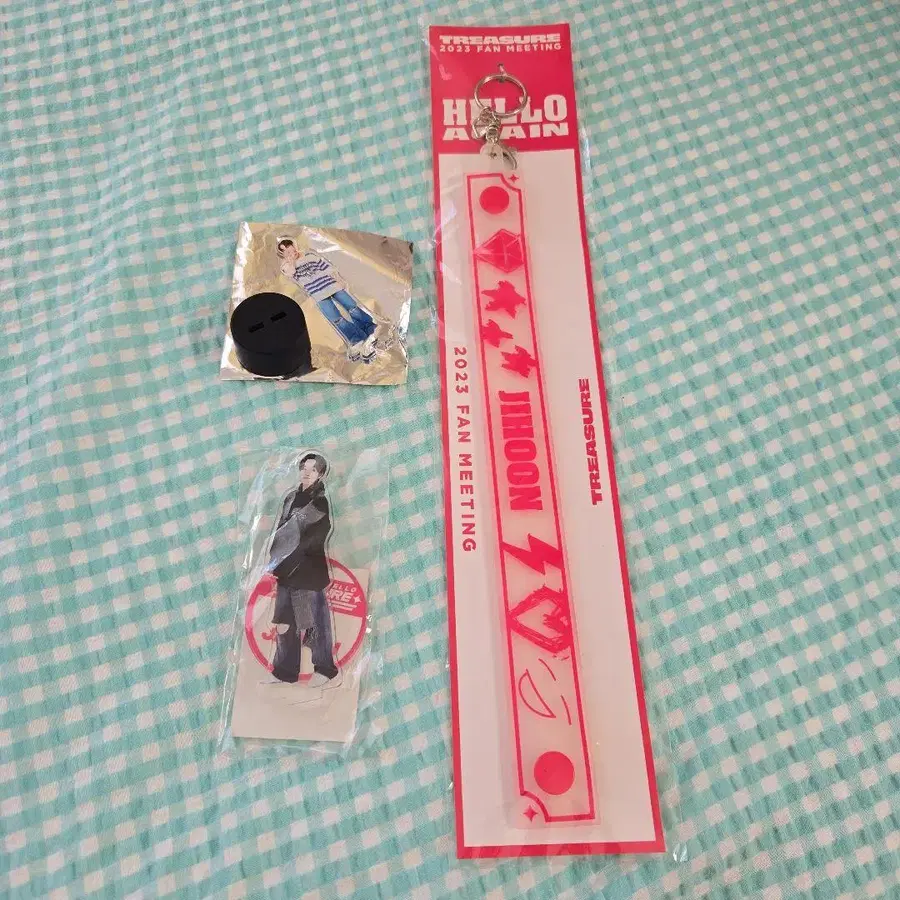 TREASURE
2023 FAN MEETING
HELLO
AGAIN
2023 FAN MEETING
JIHOON
TREASURE